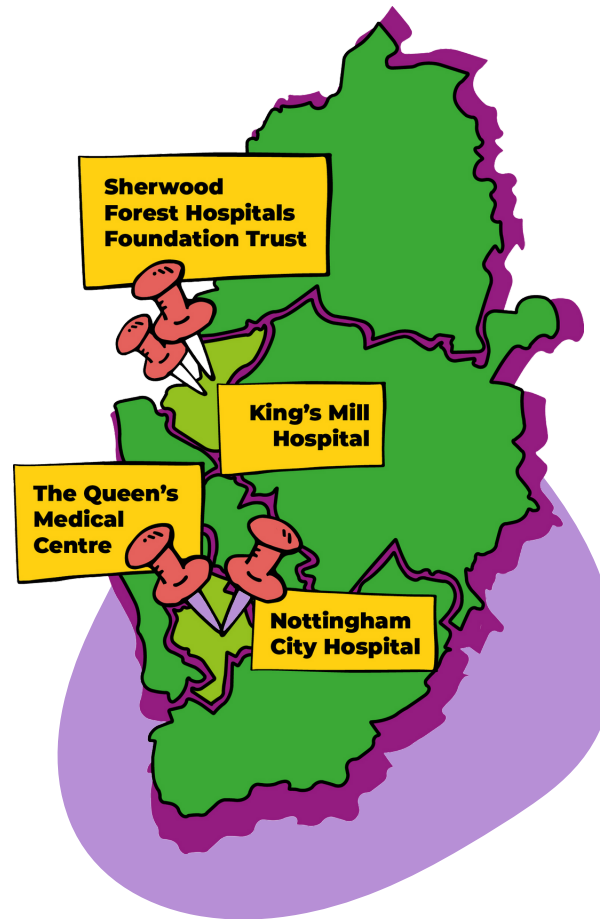 Sherwood
Forest Hospitals
Foundation Trust
King's Mill
Hospital
The Queen's
Medical
Centre
Nottingham
City Hospital